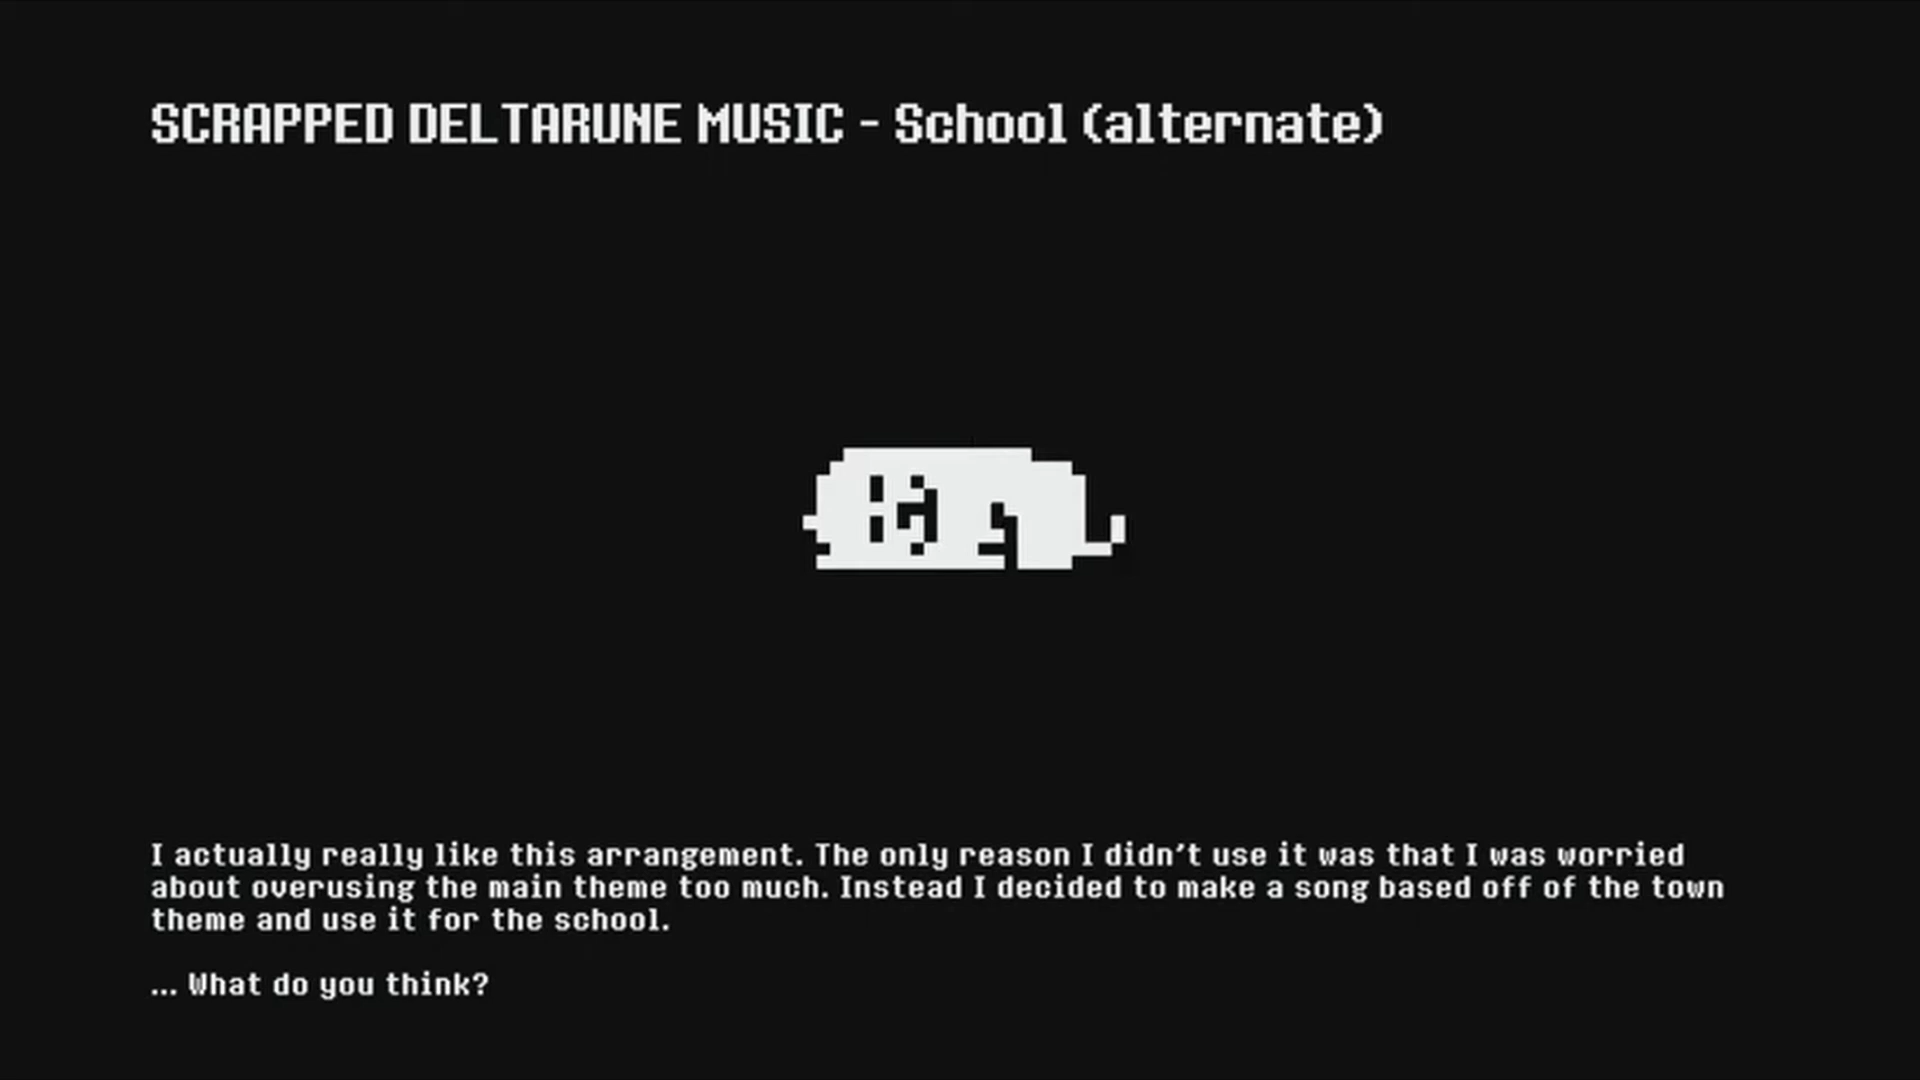 SCRAPPED DELTARUNE MUSIC - School (alternate)
I actually really like this arrangement. The only reason I didn't use it was that I was worried
about overusing the main theme too much. Instead I decided to make a song based off of the town
theme and use it for the school.
... What do you think?